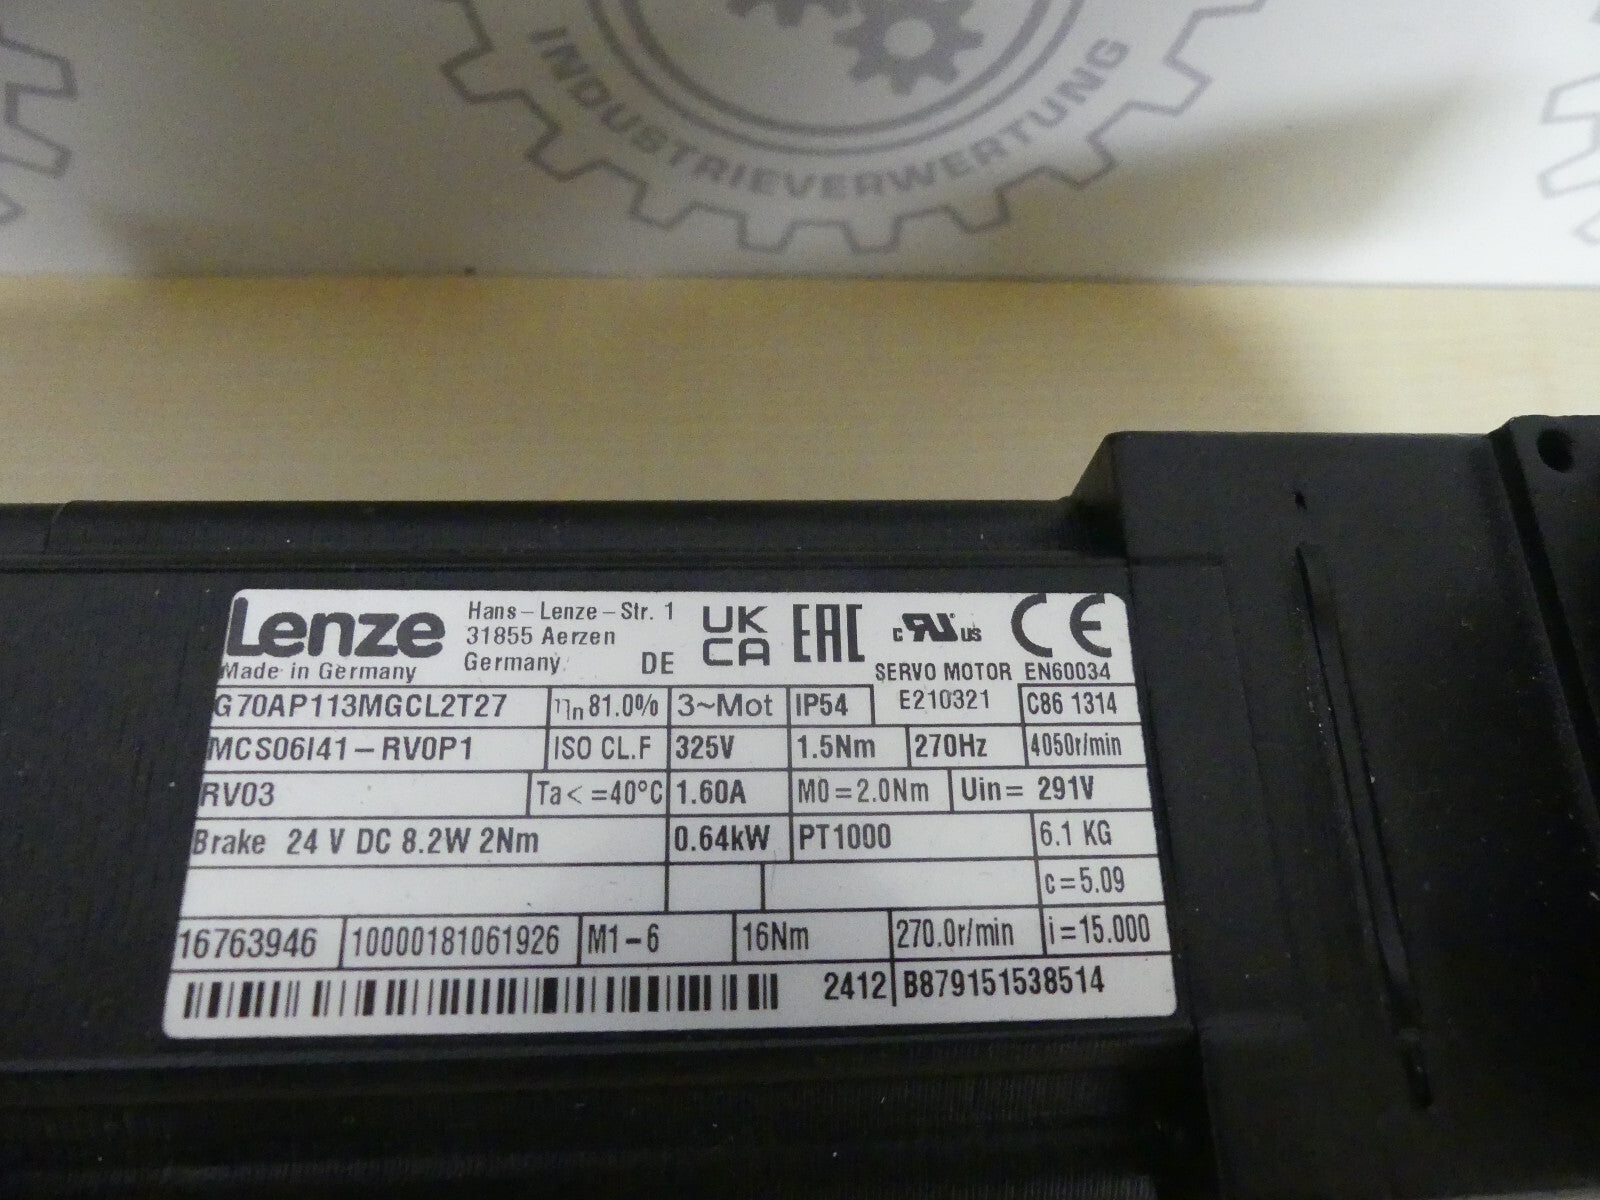 INDUSTRIEVERWERTUNG
Lenze
Made in Germany
Hans-Lenze-Str. 1
31855 Aerzen
Germany
DE
UK
CA
EAC
c RU us
CE
SERVO MOTOR EN60034
G70AP113MGCL2T27 ηn 81.0% 3~Mot IP54 E210321 C86 1314
MCS06I41-RV0P1 ISO CL.F 325V 1.5Nm 270Hz 4050r/min
RV03 Ta<=40°C 1.60A M0=2.0Nm Uin= 291V
Brake 24 V DC 8.2W 2Nm 0.64kW PT1000 6.1 KG
c=5.09
16763946 10000181061926 M1-6 16Nm 270.0r/min i=15.000
2412 B879151538514